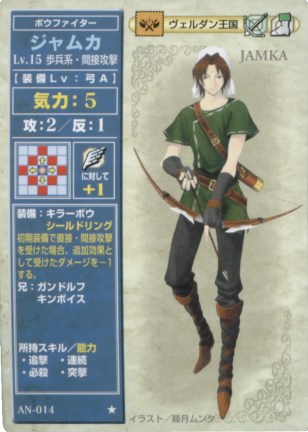 ボウファイター
ジャムカ
Lv.15 歩兵系・間接攻撃
【装備Lv:弓A】
気力:5
攻:2/反:1
に対して
+1
装備:キラーボウ
シールドリング
初期装備で直接・間接攻撃
を受けた場合、追加効果と
して受けたダメージを-1
する。
兄:ガンドルフ
キンボイス
所持スキル/能力
・追撃 ・連続
・必殺 ・突撃
AN-014
★
ヴェルダン王国
JAMKA
イラスト/睦月ムンク